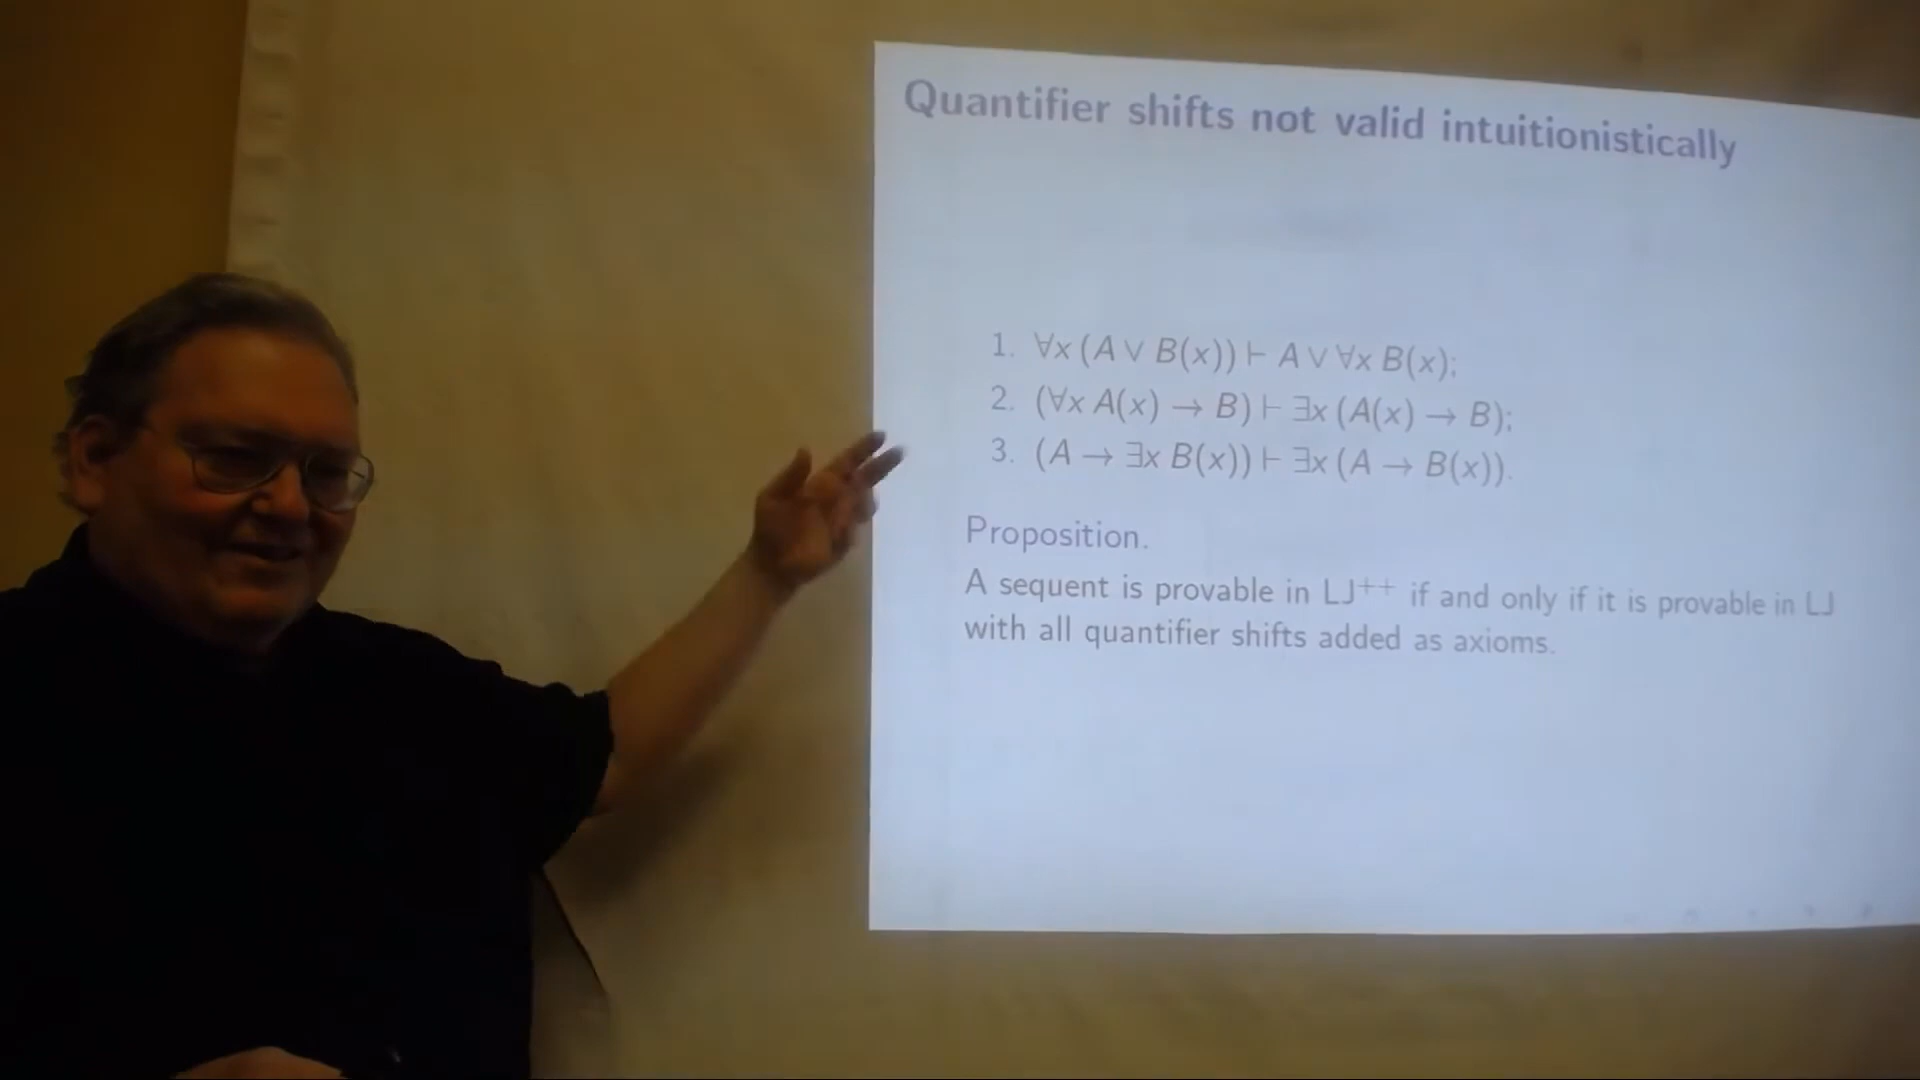 Quantifier shifts not valid intuitionistically
1. ∀x (A ∨ B(x)) ⊢ A ∨ ∀x B(x);
2. (∀x A(x) → B) ⊢ ∃x (A(x) → B);
3. (A → ∃x B(x)) ⊢ ∃x (A → B(x)).
Proposition.
A sequent is provable in LJ⁺⁺ if and only if it is provable in LJ
with all quantifier shifts added as axioms.